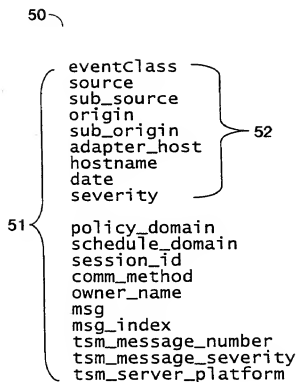 50
eventClass
source
sub_source
origin
sub_origin
adapter_host
52
hostname
date
severity
51
policy_domain
schedule_domain
session_id
comm_method
owner_name
msg
msg_index
tsm_message_number
tsm_message_severity
tsm_server_platform